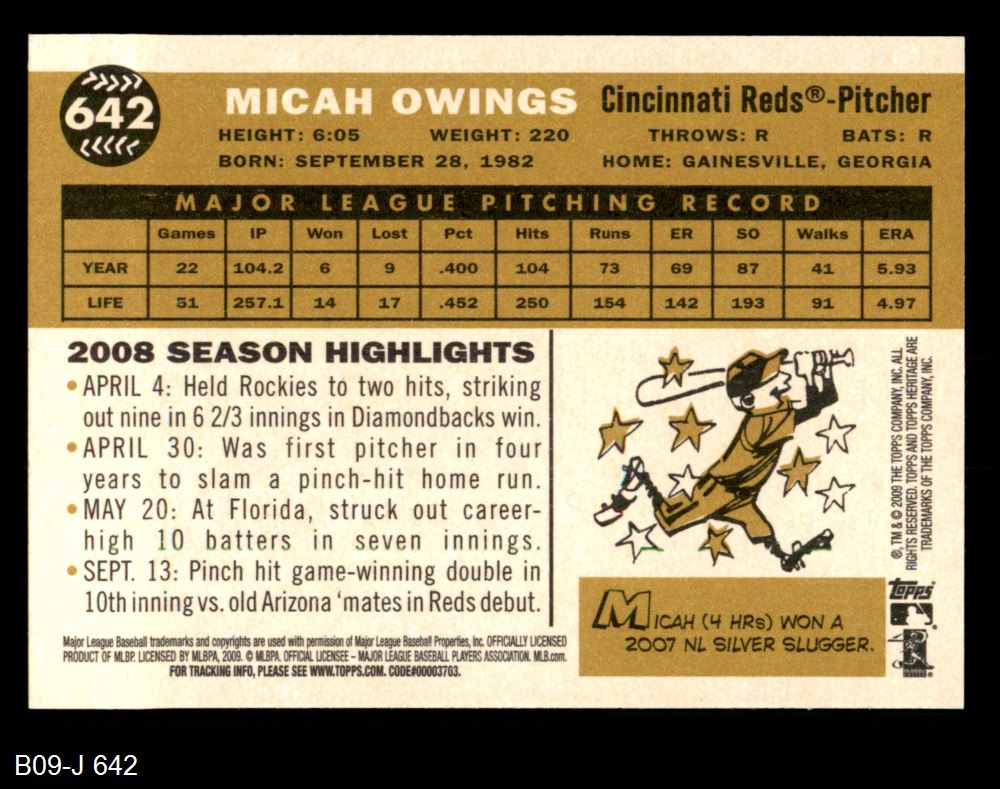 642
MICAH OWINGS Cincinnati Reds®-Pitcher
HEIGHT: 6:05 WEIGHT: 220 THROWS: R BATS: R
BORN: SEPTEMBER 28, 1982 HOME: GAINESVILLE, GEORGIA
MAJOR LEAGUE PITCHING RECORD
Games IP Won Lost Pct Hits Runs ER SO Walks ERA
YEAR 22 104.2 6 9 .400 104 73 69 87 41 5.93
LIFE 51 257.1 14 17 .452 250 154 142 193 91 4.97
2008 SEASON HIGHLIGHTS
• APRIL 4: Held Rockies to two hits, striking
out nine in 6 2/3 innings in Diamondbacks win.
• APRIL 30: Was first pitcher in four
years to slam a pinch-hit home run.
• MAY 20: At Florida, struck out career-
high 10 batters in seven innings.
• SEPT. 13: Pinch hit game-winning double in
10th inning vs. old Arizona 'mates in Reds debut.
Major League Baseball trademarks and copyrights are used with permission of Major League Baseball Properties, Inc. OFFICIALLY LICENSED
PRODUCT OF MLBP. LICENSED BY MLBPA, 2009. © MLBPA. OFFICIAL LICENSEE – MAJOR LEAGUE BASEBALL PLAYERS ASSOCIATION. MLB.com.
FOR TRACKING INFO, PLEASE SEE WWW.TOPPS.COM. CODE#00003703.
®, TM & © 2009 THE TOPPS COMPANY, INC. ALL
RIGHTS RESERVED. TOPPS AND TOPPS HERITAGE ARE
TRADEMARKS OF THE TOPPS COMPANY, INC.
MICAH (4 HRs) WON A
2007 NL SILVER SLUGGER.
topps
B09-J 642